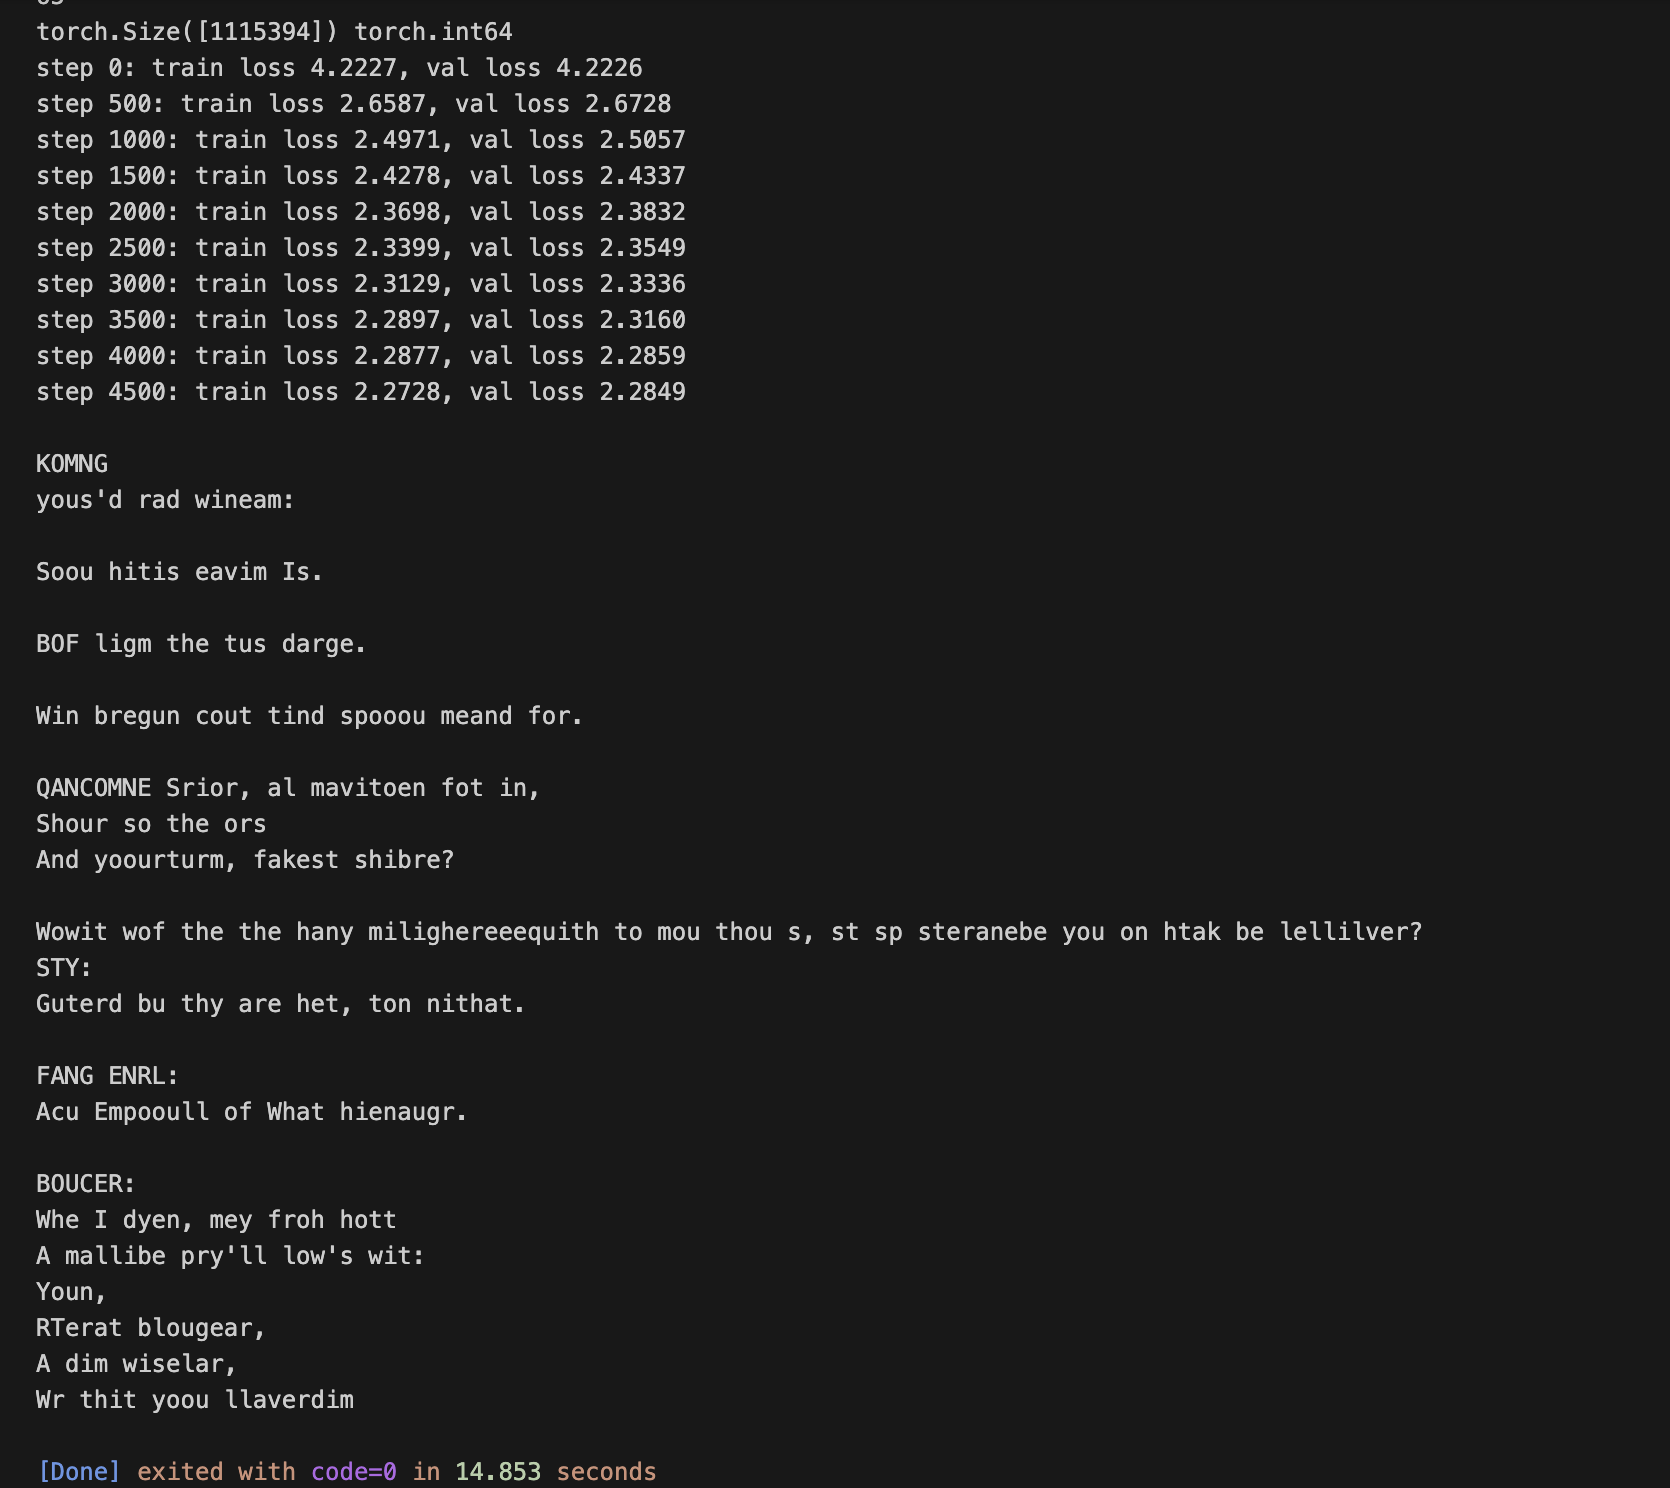 torch.Size([1115394]) torch.int64
step 0: train loss 4.2227, val loss 4.2226
step 500: train loss 2.6587, val loss 2.6728
step 1000: train loss 2.4971, val loss 2.5057
step 1500: train loss 2.4278, val loss 2.4337
step 2000: train loss 2.3698, val loss 2.3832
step 2500: train loss 2.3399, val loss 2.3549
step 3000: train loss 2.3129, val loss 2.3336
step 3500: train loss 2.2897, val loss 2.3160
step 4000: train loss 2.2877, val loss 2.2859
step 4500: train loss 2.2728, val loss 2.2849
KOMNG
yous'd rad wineam:
Soou hitis eavim Is.
BOF ligm the tus darge.
Win bregun cout tind spooou meand for.
QANCOMNE Srior, al mavitoen fot in,
Shour so the ors
And yoourturm, fakest shibre?
Wowit wof the the hany milighereeequith to mou thou s, st sp steranebe you on htak be lellilver?
STY:
Guterd bu thy are het, ton nithat.
FANG ENRL:
Acu Empooull of What hienaugr.
BOUCER:
Whe I dyen, mey froh hott
A mallibe pry'll low's wit:
Youn,
RTerat blougear,
A dim wiselar,
Wr thit yoou llaverdim
[Done] exited with code=0 in 14.853 seconds